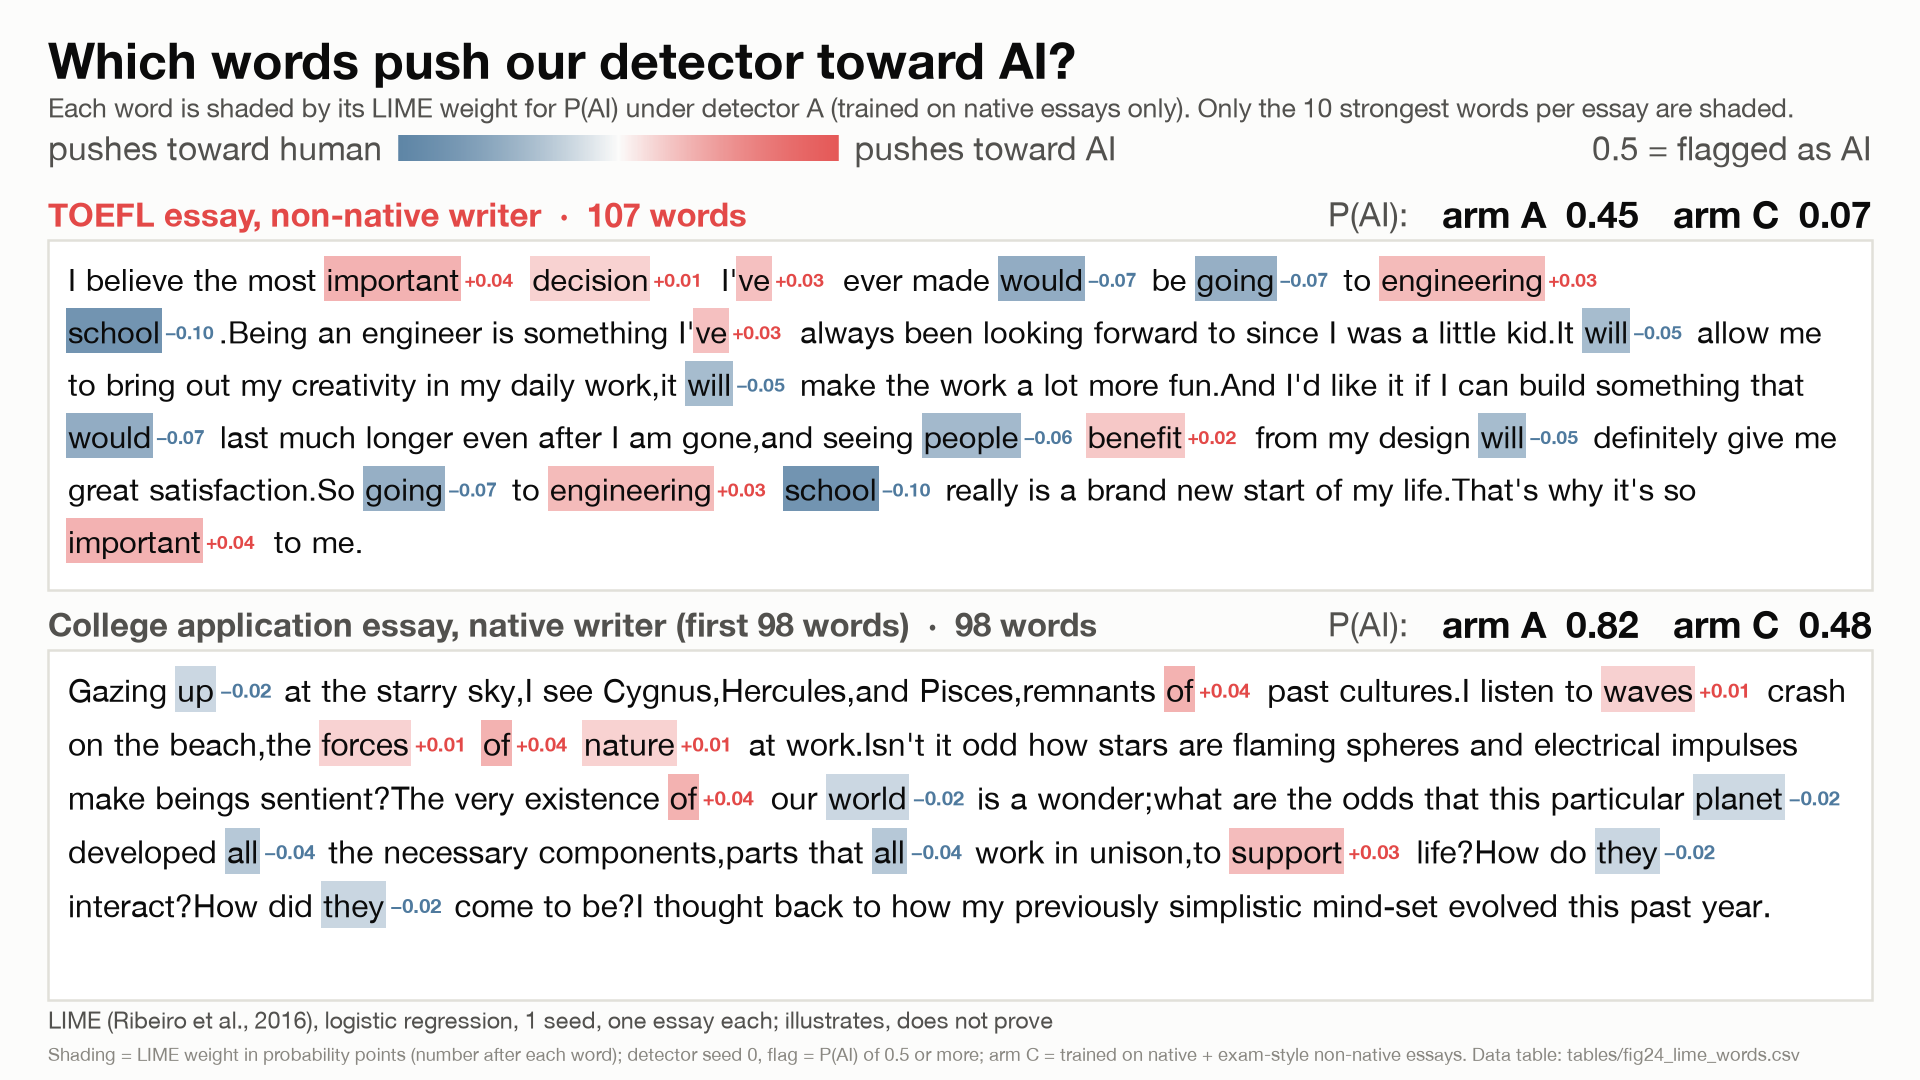 Which words push our detector toward AI?
Each word is shaded by its LIME weight for P(AI) under detector A (trained on native essays only). Only the 10 strongest words per essay are shaded.
pushes toward human pushes toward AI 0.5 = flagged as AI
TOEFL essay, non-native writer · 107 words P(AI): arm A 0.45 arm C 0.07
I believe the most important +0.04 decision +0.01 I've +0.03 ever made would −0.07 be going −0.07 to engineering +0.03
school −0.10 .Being an engineer is something I've +0.03 always been looking forward to since I was a little kid.It will −0.05 allow me
to bring out my creativity in my daily work,it will −0.05 make the work a lot more fun.And I'd like it if I can build something that
would −0.07 last much longer even after I am gone,and seeing people −0.06 benefit +0.02 from my design will −0.05 definitely give me
great satisfaction.So going −0.07 to engineering +0.03 school −0.10 really is a brand new start of my life.That's why it's so
important +0.04 to me.
College application essay, native writer (first 98 words) · 98 words P(AI): arm A 0.82 arm C 0.48
Gazing up −0.02 at the starry sky,I see Cygnus,Hercules,and Pisces,remnants of +0.04 past cultures.I listen to waves +0.01 crash
on the beach,the forces +0.01 of +0.04 nature +0.01 at work.Isn't it odd how stars are flaming spheres and electrical impulses
make beings sentient?The very existence of +0.04 our world −0.02 is a wonder;what are the odds that this particular planet −0.02
developed all −0.04 the necessary components,parts that all −0.04 work in unison,to support +0.03 life?How do they −0.02
interact?How did they −0.02 come to be?I thought back to how my previously simplistic mind-set evolved this past year.
LIME (Ribeiro et al., 2016), logistic regression, 1 seed, one essay each; illustrates, does not prove
Shading = LIME weight in probability points (number after each word); detector seed 0, flag = P(AI) of 0.5 or more; arm C = trained on native + exam-style non-native essays. Data table: tables/fig24_lime_words.csv